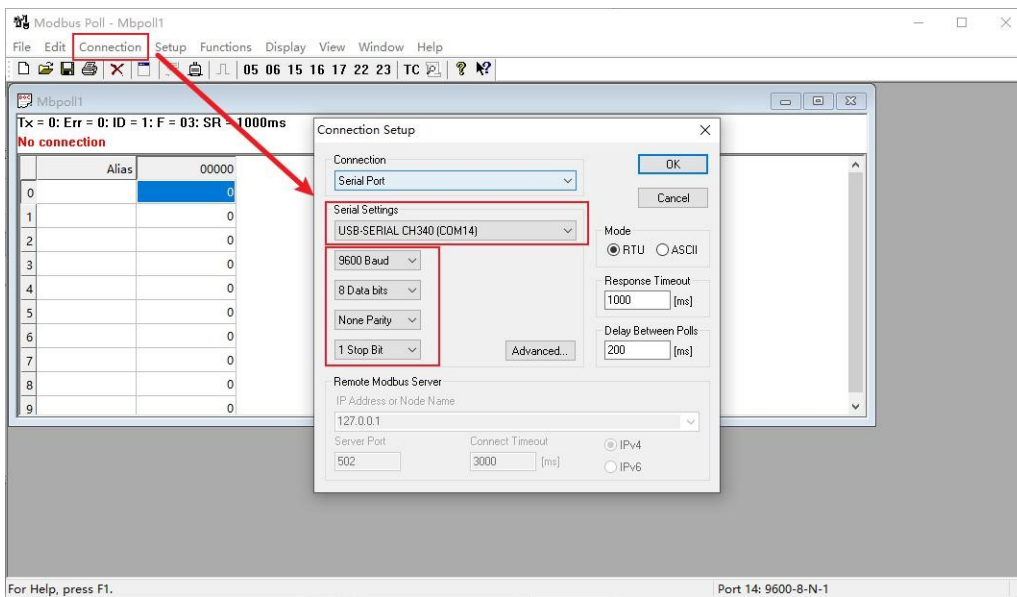 Modbus Poll - Mbpoll1
File Edit Connection Setup Functions Display View Window Help
05 06 15 16 17 22 23 TC
Mbpoll1
Tx = 0: Err = 0: ID = 1: F = 03: SR = 1000ms
No connection
Alias 00000
0 0
1 0
2 0
3 0
4 0
5 0
6 0
7 0
8 0
9 0
Connection Setup
Connection
Serial Port
OK
Cancel
Serial Settings
USB-SERIAL CH340 (COM14)
Mode
RTU ASCII
9600 Baud
8 Data bits
None Parity
1 Stop Bit
Advanced...
Response Timeout
1000 [ms]
Delay Between Polls
200 [ms]
Remote Modbus Server
IP Address or Node Name
127.0.0.1
Server Port Connect Timeout
502 3000 [ms]
IPv4
IPv6
For Help, press F1. Port 14: 9600-8-N-1